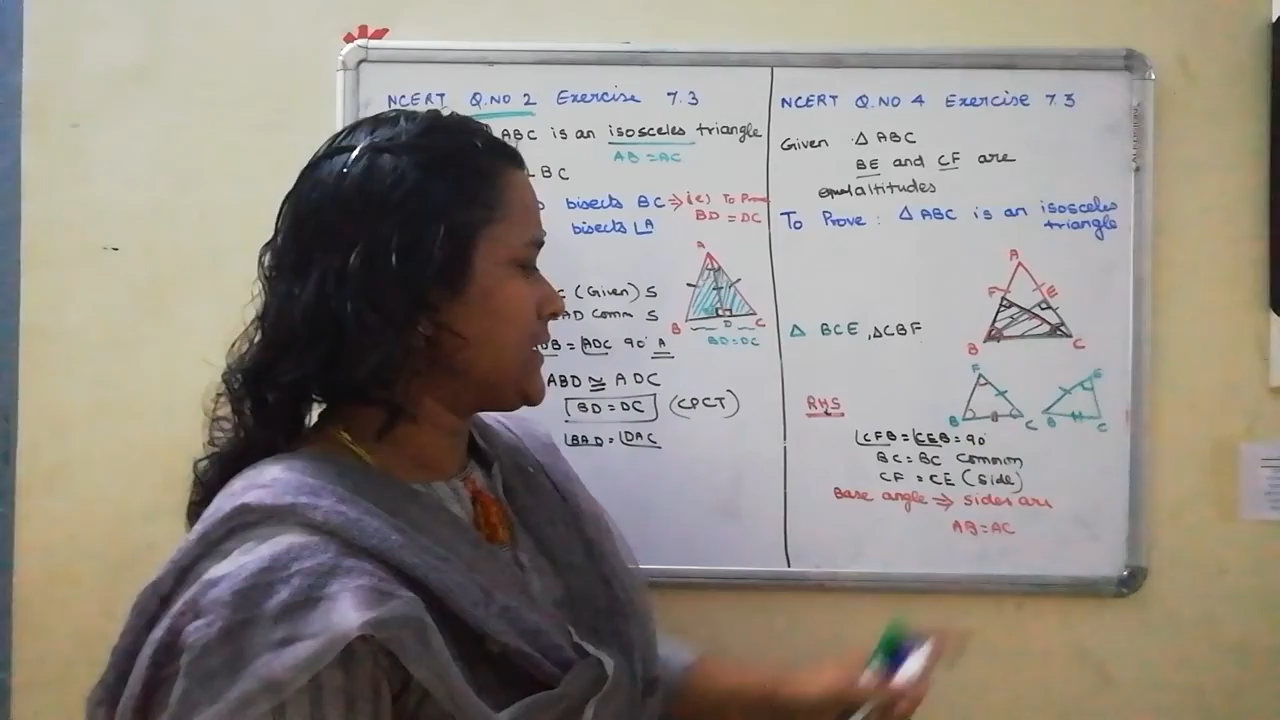 NCERT Q.NO 2 Exercise 7.3
ABC is an isosceles triangle
AB = AC
BC
bisects BC ⇒ i(e) To Prove
BD = DC
bisects ∠A
A
B D C
BD = DC
(Given) S
AD Comm S
∠ADC 90° A
ABD ≅ ADC
BD = DC (CPCT)
∠BAD = ∠DAC
NCERT Q.NO 4 Exercise 7.3
Given △ ABC
BE and CF are
equal altitudes
To Prove : △ ABC is an isosceles
triangle
A
F E
B C
△ BCE , △CBF
F E
B C B C
RHS
∠CFB = ∠CEB = 90°
BC = BC Common
CF = CE (Side)
Base angle ⇒ sides are
AB = AC